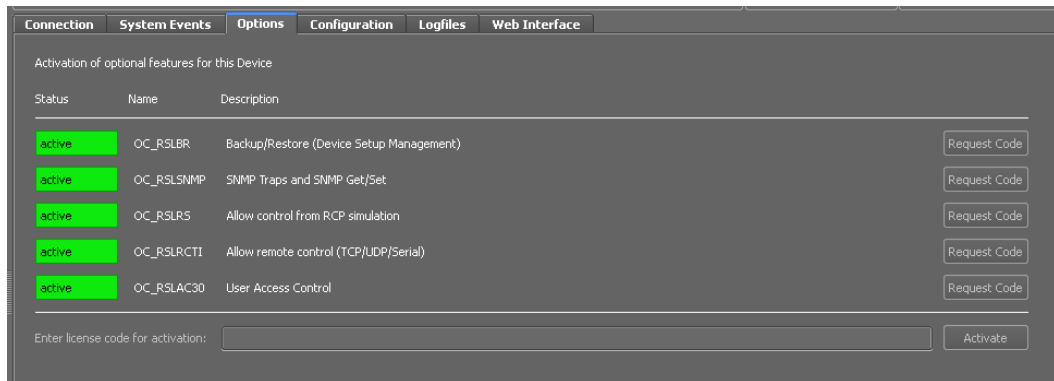 Connection System Events Options Configuration Logfiles Web Interface
Activation of optional features for this Device
Status Name Description
active OC_RSLBR Backup/Restore (Device Setup Management) Request Code
active OC_RSLSNMP SNMP Traps and SNMP Get/Set Request Code
active OC_RSLRS Allow control from RCP simulation Request Code
active OC_RSLRCTI Allow remote control (TCP/UDP/Serial) Request Code
active OC_RSLAC30 User Access Control Request Code
Enter license code for activation: Activate